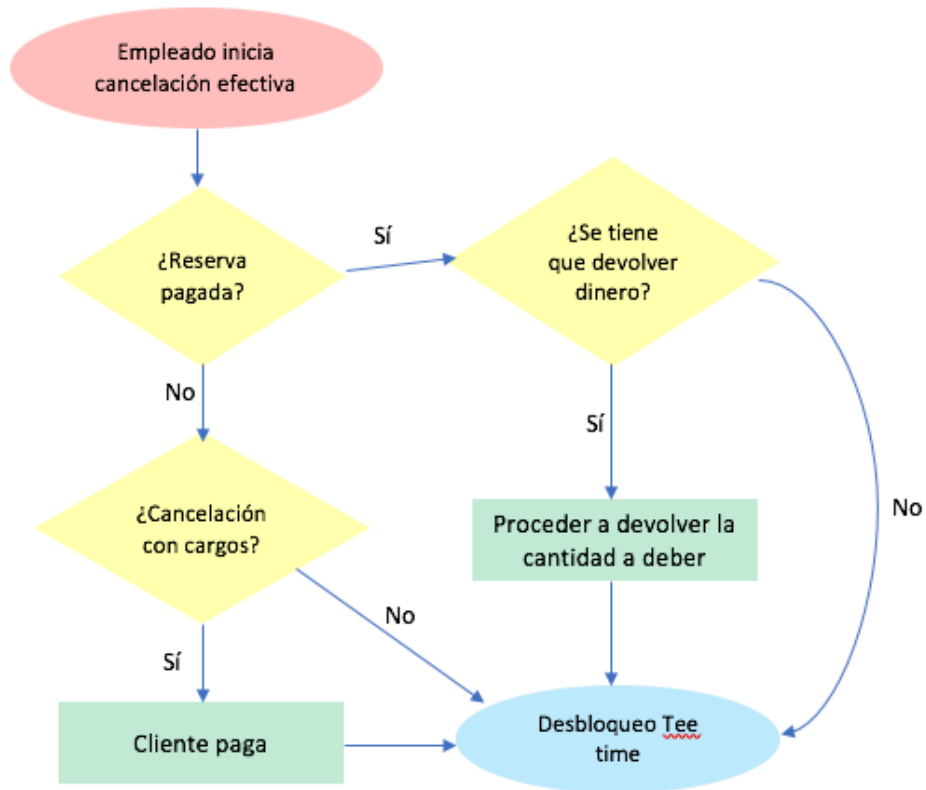 Empleado inicia
cancelación efectiva
¿Reserva
pagada?
Sí
¿Se tiene
que devolver
dinero?
No
Sí
No
¿Cancelación
con cargos?
Proceder a devolver la
cantidad a deber
No
Sí
Cliente paga
Desbloqueo Tee
time